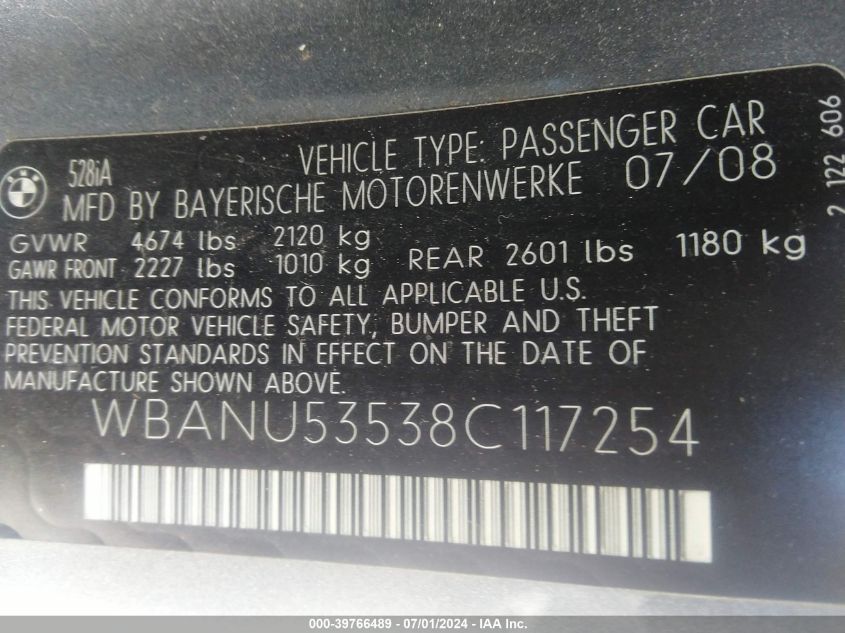 BMW
528iA
VEHICLE TYPE: PASSENGER CAR
MFD BY BAYERISCHE MOTORENWERKE 07/08
GVWR 4674 lbs 2120 kg
GAWR FRONT 2227 lbs 1010 kg REAR 2601 lbs 1180 kg
THIS VEHICLE CONFORMS TO ALL APPLICABLE U.S.
FEDERAL MOTOR VEHICLE SAFETY, BUMPER AND THEFT
PREVENTION STANDARDS IN EFFECT ON THE DATE OF
MANUFACTURE SHOWN ABOVE.
WBANU53538C117254
2 122 606
000-39766489 - 07/01/2024 - IAA Inc.